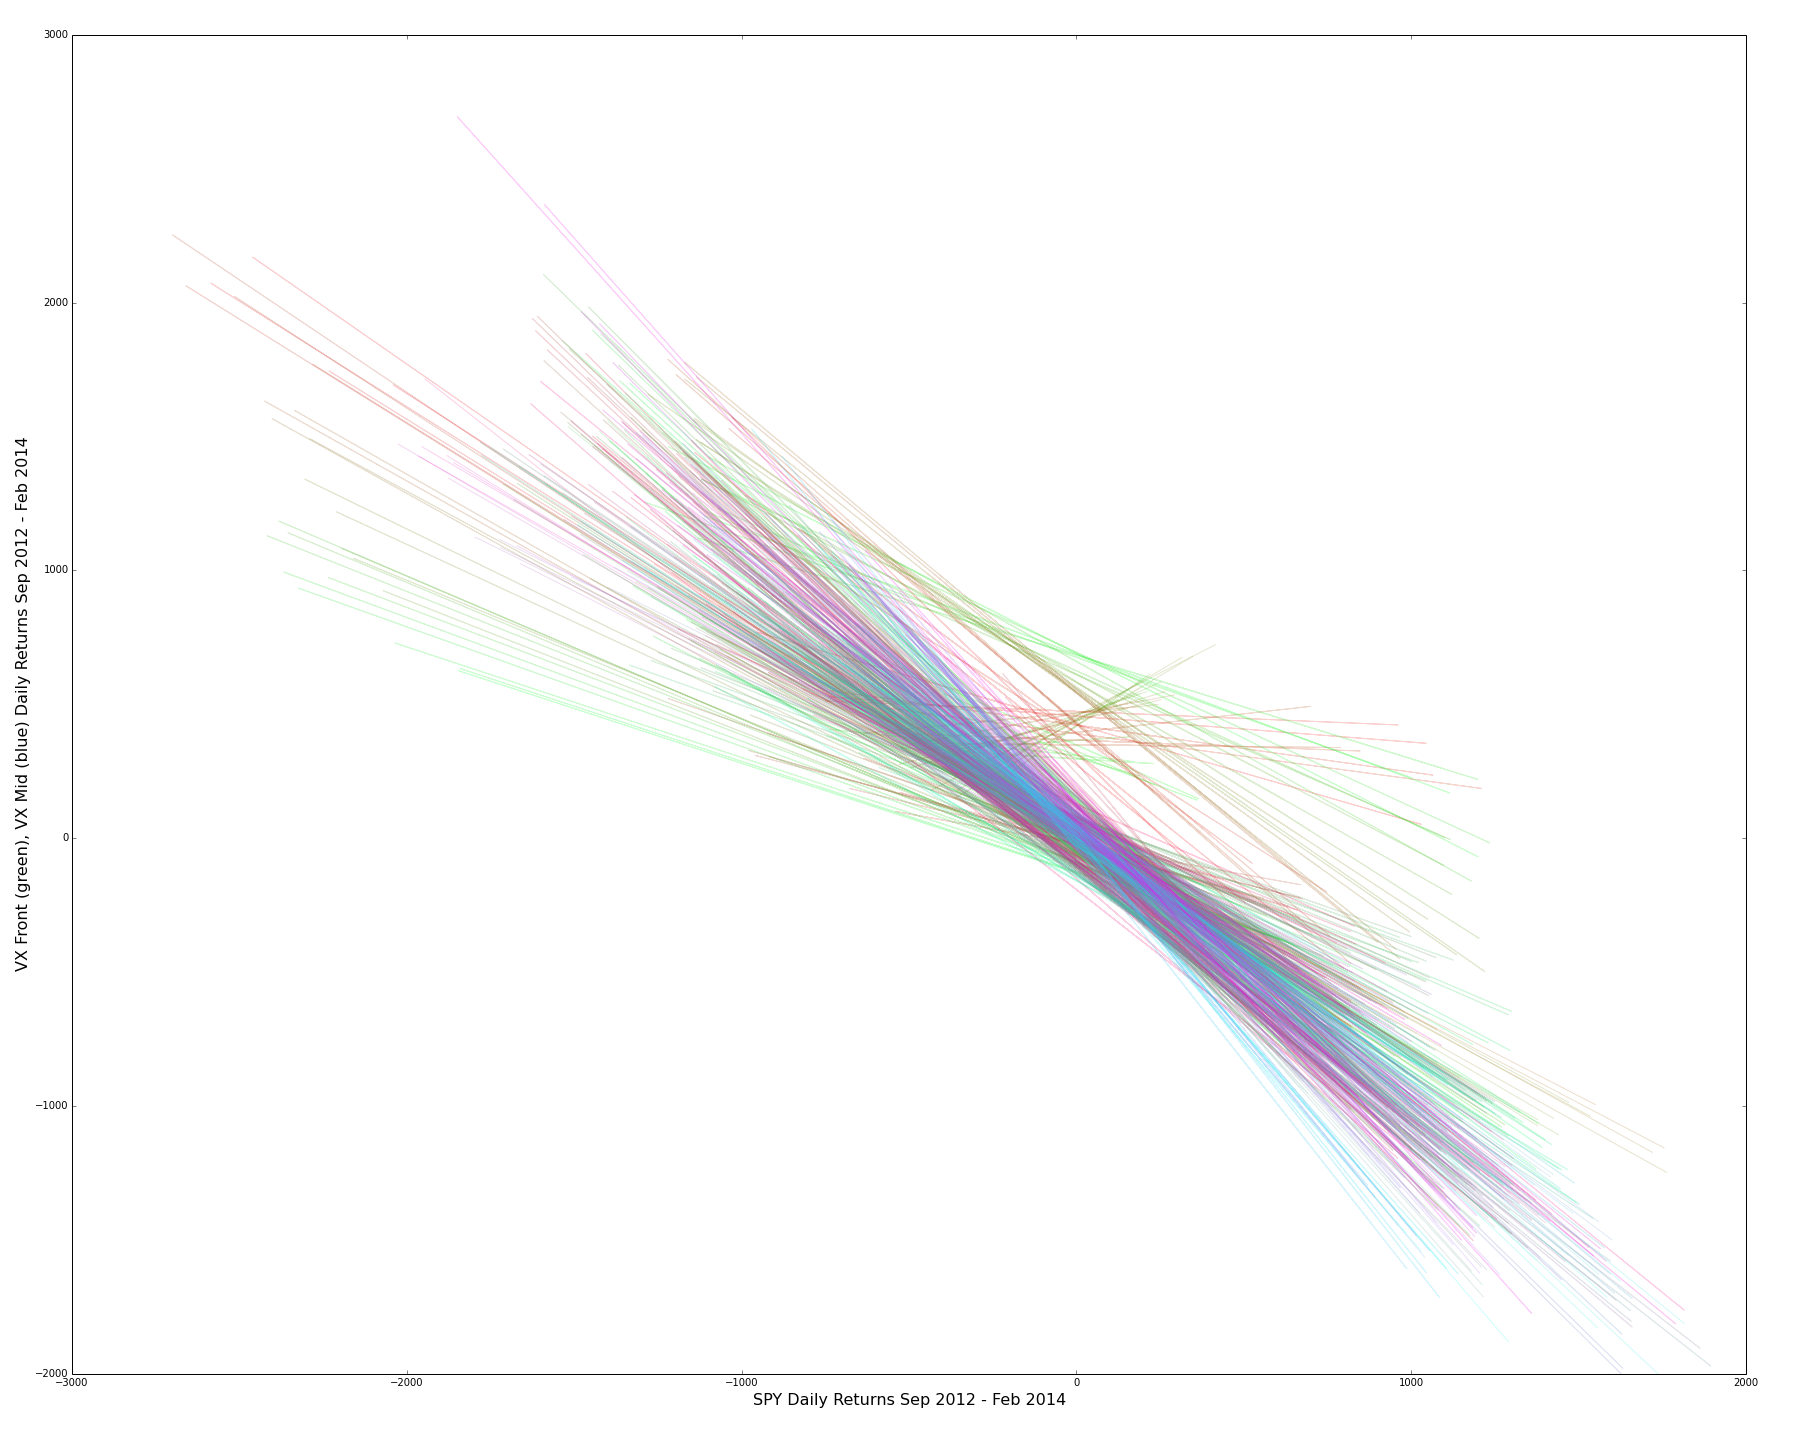 3000
2000
1000
0
−1000
−2000
VX Front (green), VX Mid (blue) Daily Returns Sep 2012 - Feb 2014
−3000 −2000 −1000 0 1000 2000
SPY Daily Returns Sep 2012 - Feb 2014